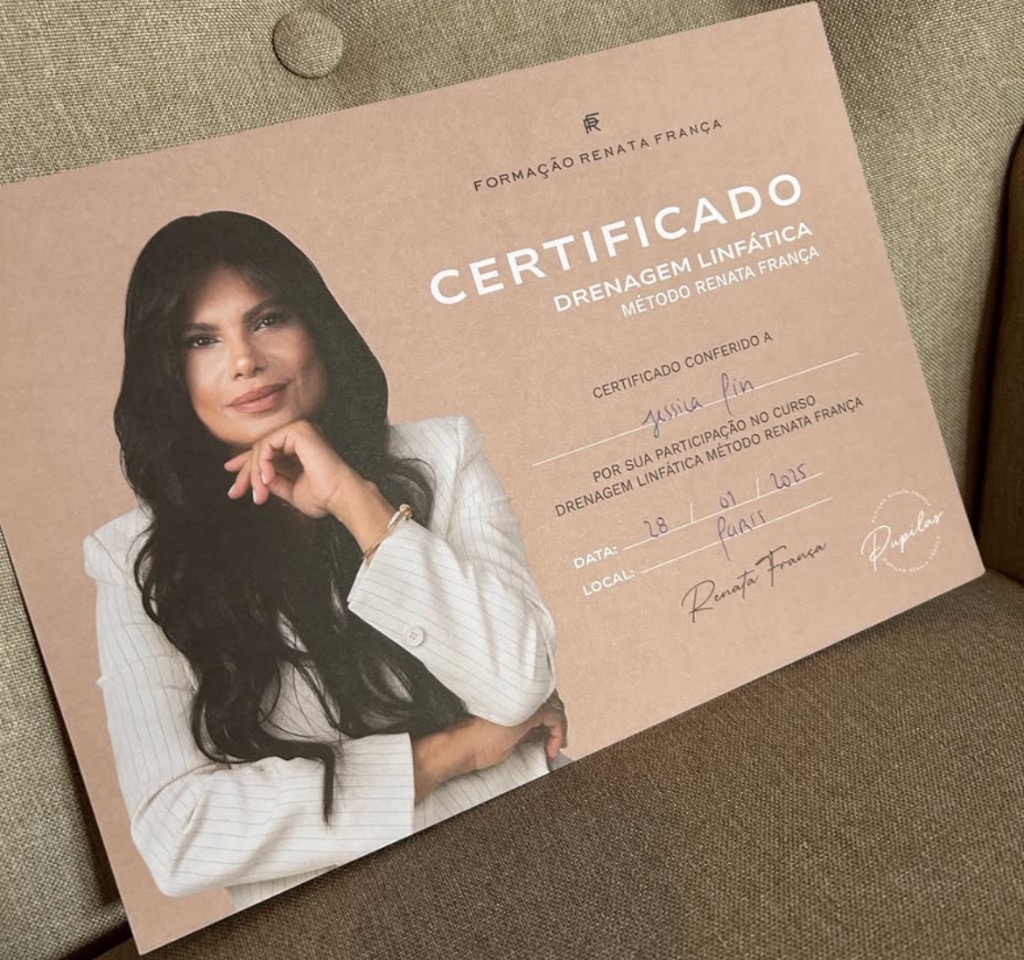 FR
FORMAÇÃO RENATA FRANÇA
CERTIFICADO
DRENAGEM LINFÁTICA
MÉTODO RENATA FRANÇA
CERTIFICADO CONFERIDO A
Jessica Pin
POR SUA PARTICIPAÇÃO NO CURSO
DRENAGEM LINFÁTICA MÉTODO RENATA FRANÇA
DATA: 28 / 01 / 2025
LOCAL: PARIS
Renata França
Pupilas